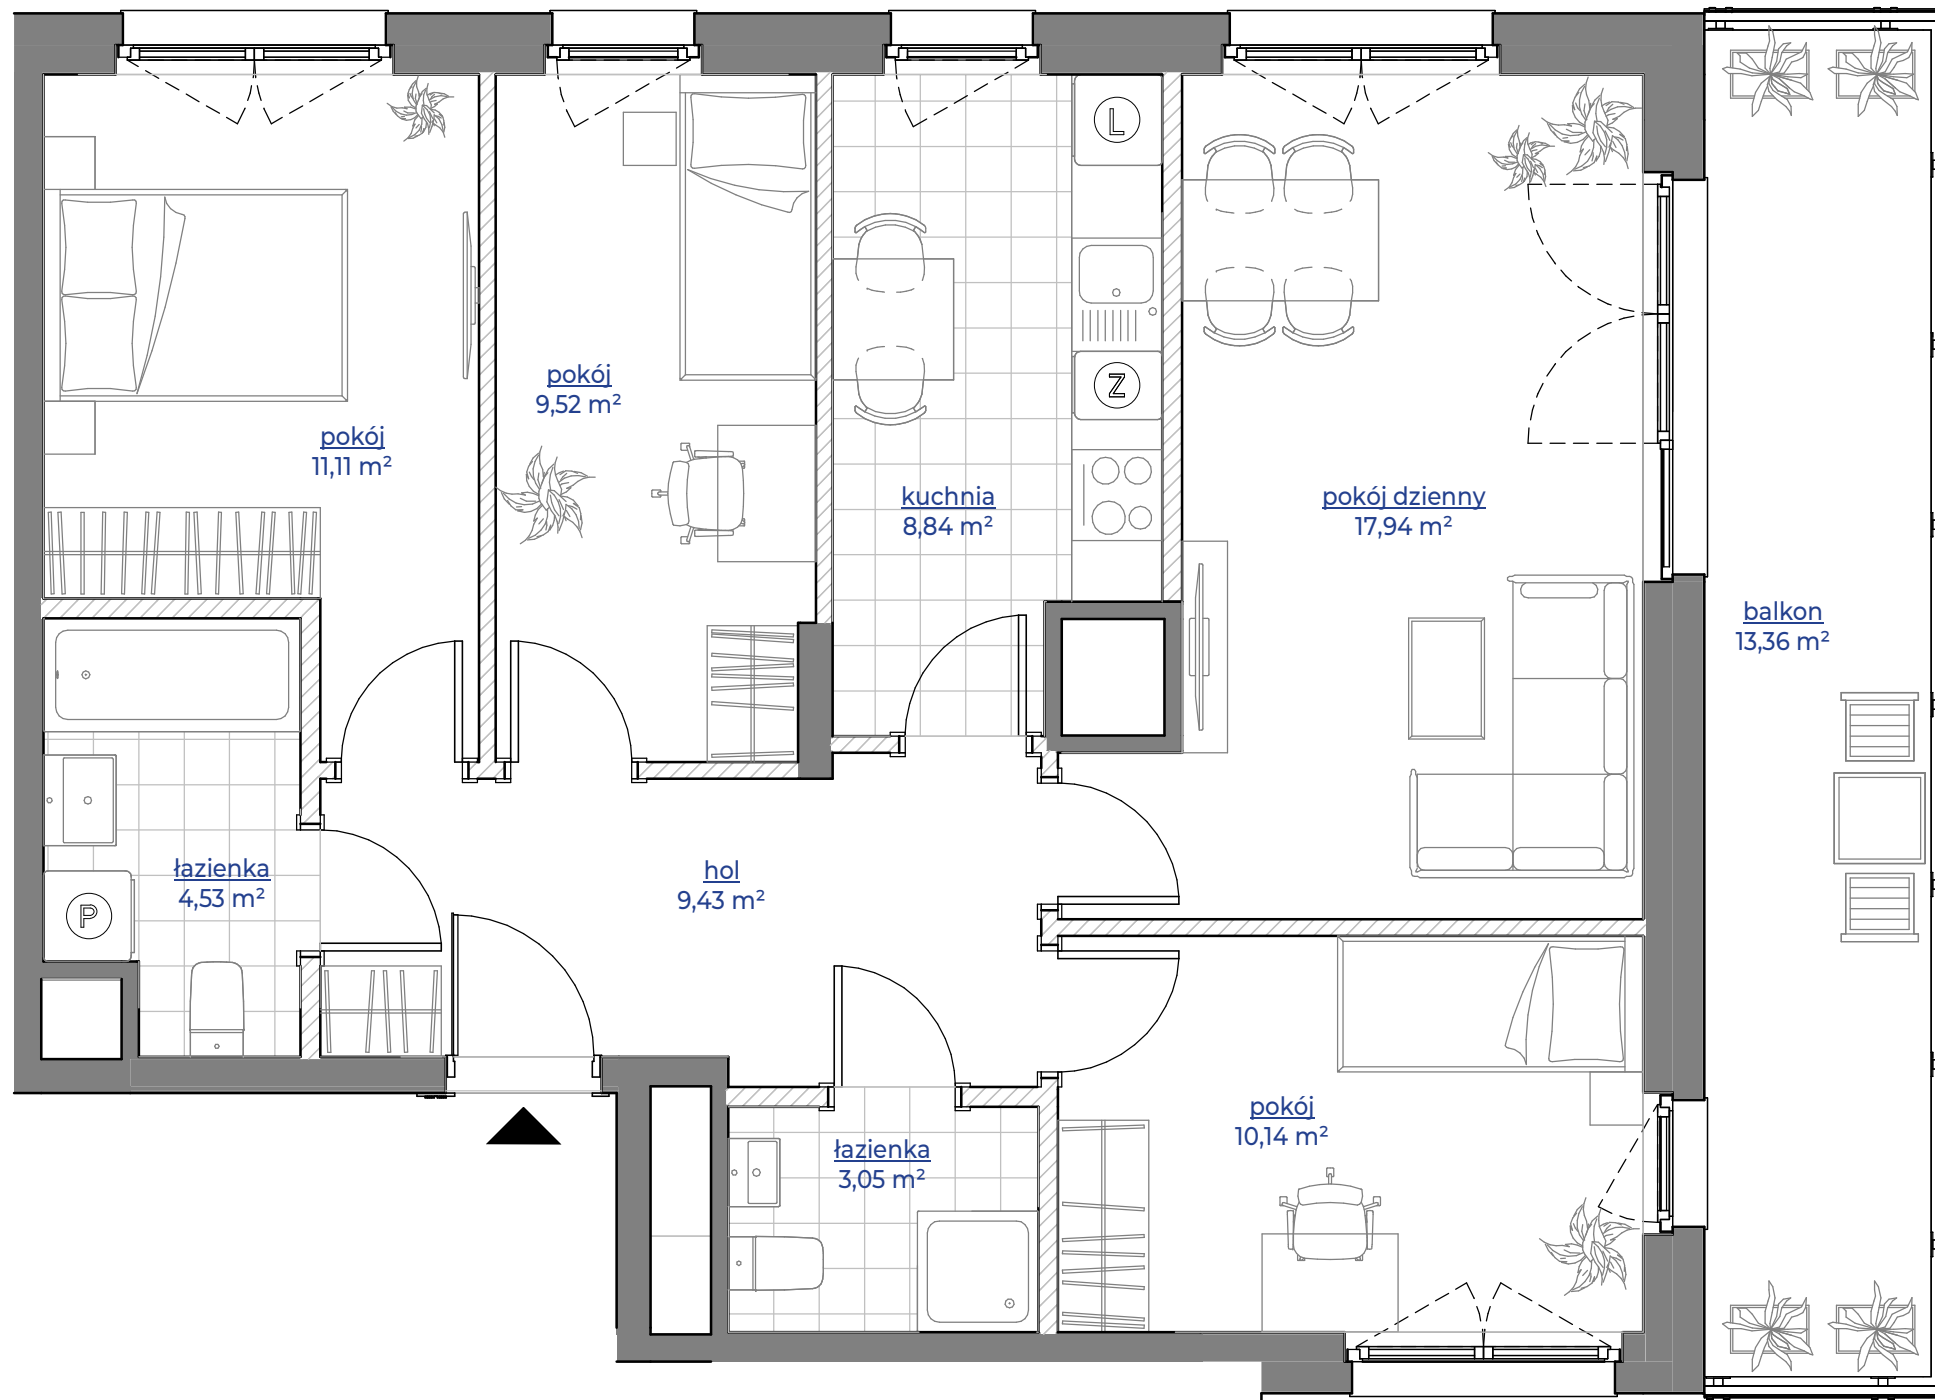 L
pokój
9,52 m²
Z
pokój
11,11 m²
kuchnia
8,84 m²
pokój dzienny
17,94 m²
balkon
13,36 m²
łazienka
4,53 m²
P
hol
9,43 m²
pokój
10,14 m²
łazienka
3,05 m²